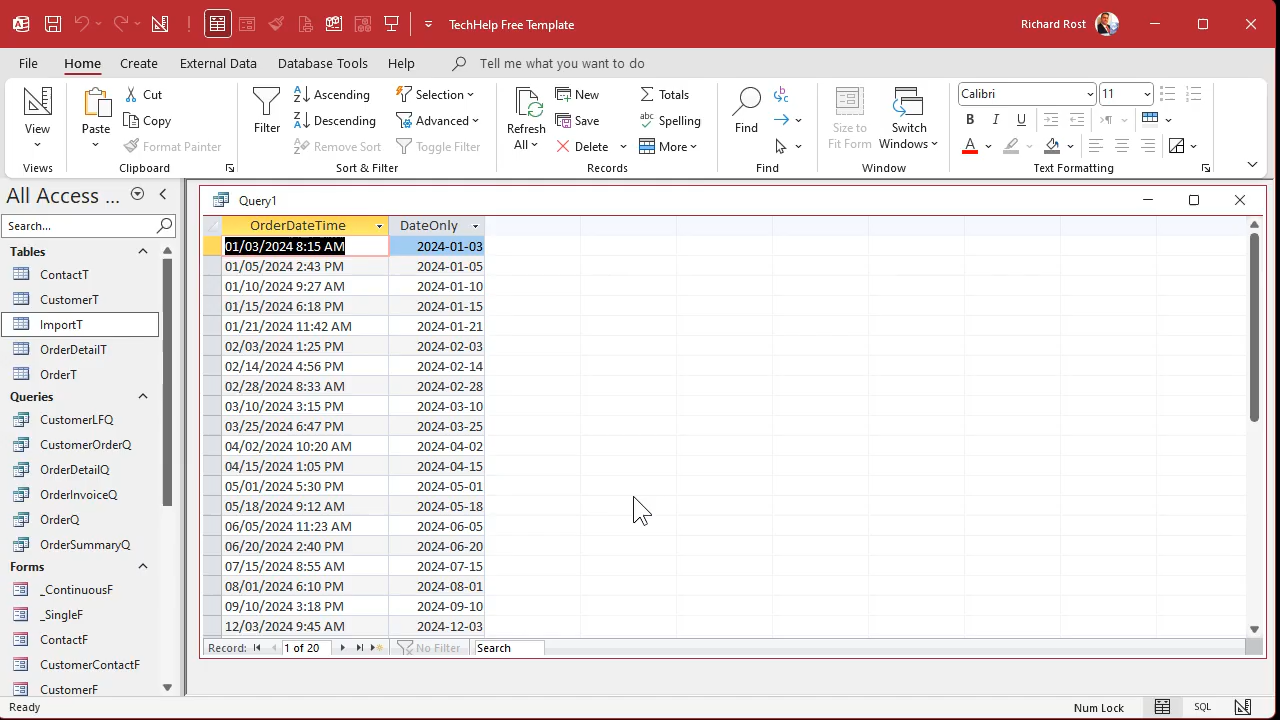 TechHelp Free Template
Richard Rost
File Home Create External Data Database Tools Help Tell me what you want to do
View
Views
Paste
Cut
Copy
Format Painter
Clipboard
Filter
Ascending
Descending
Remove Sort
Selection
Advanced
Toggle Filter
Sort & Filter
Refresh
All
New
Save
Delete
Totals
Spelling
More
Records
Find
Find
Size to
Fit Form
Switch
Windows
Window
Calibri 11
B I U
A
Text Formatting
All Access ...
Search...
Tables
ContactT
CustomerT
ImportT
OrderDetailT
OrderT
Queries
CustomerLFQ
CustomerOrderQ
OrderDetailQ
OrderInvoiceQ
OrderQ
OrderSummaryQ
Forms
_ContinuousF
_SingleF
ContactF
CustomerContactF
CustomerF
Query1
OrderDateTime DateOnly
01/03/2024 8:15 AM 2024-01-03
01/05/2024 2:43 PM 2024-01-05
01/10/2024 9:27 AM 2024-01-10
01/15/2024 6:18 PM 2024-01-15
01/21/2024 11:42 AM 2024-01-21
02/03/2024 1:25 PM 2024-02-03
02/14/2024 4:56 PM 2024-02-14
02/28/2024 8:33 AM 2024-02-28
03/10/2024 3:15 PM 2024-03-10
03/25/2024 6:47 PM 2024-03-25
04/02/2024 10:20 AM 2024-04-02
04/15/2024 1:05 PM 2024-04-15
05/01/2024 5:30 PM 2024-05-01
05/18/2024 9:12 AM 2024-05-18
06/05/2024 11:23 AM 2024-06-05
06/20/2024 2:40 PM 2024-06-20
07/15/2024 8:55 AM 2024-07-15
08/01/2024 6:10 PM 2024-08-01
09/10/2024 3:18 PM 2024-09-10
12/03/2024 9:45 AM 2024-12-03
Record: 1 of 20 No Filter Search
Ready
Num Lock
SQL